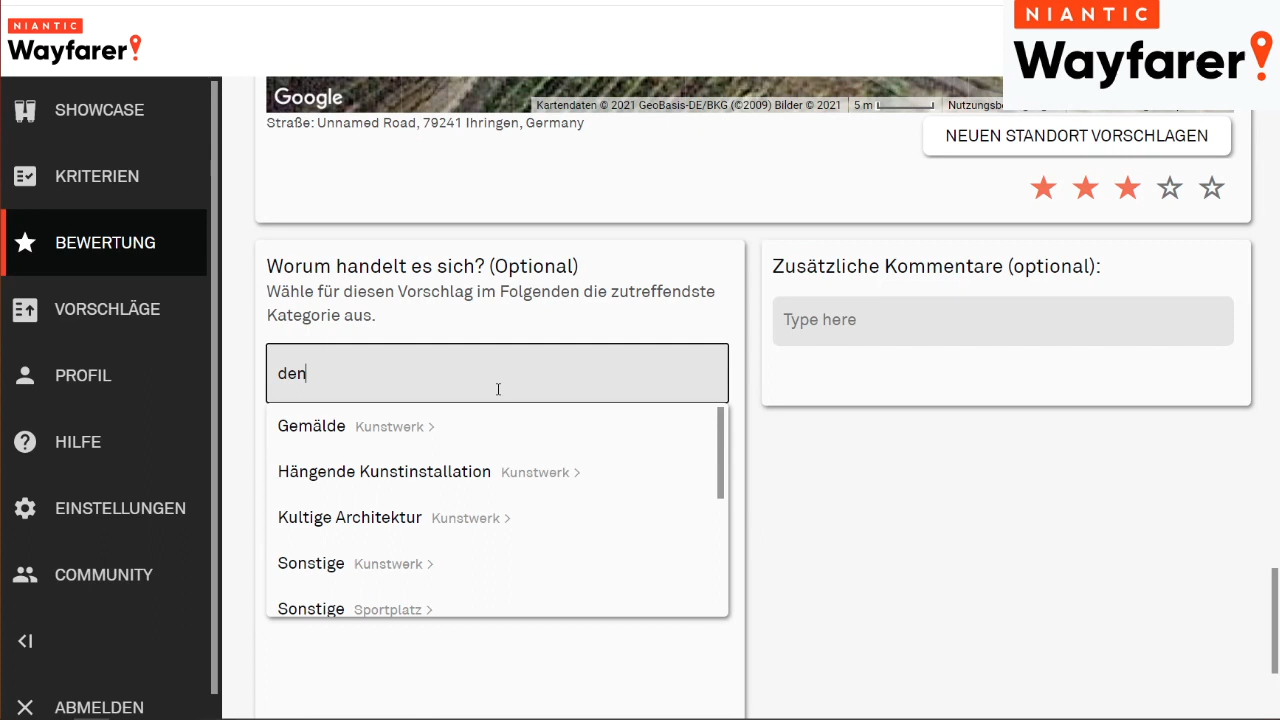 NIANTIC
Wayfarer
NIANTIC
Wayfarer
SHOWCASE
KRITERIEN
BEWERTUNG
VORSCHLÄGE
PROFIL
HILFE
EINSTELLUNGEN
COMMUNITY
ABMELDEN
Google
Kartendaten © 2021 GeoBasis-DE/BKG (©2009) Bilder © 2021
5 m
Straße: Unnamed Road, 79241 Ihringen, Germany
NEUEN STANDORT VORSCHLAGEN
Worum handelt es sich? (Optional)
Wähle für diesen Vorschlag im Folgenden die zutreffendste
Kategorie aus.
den
Gemälde Kunstwerk >
Hängende Kunstinstallation Kunstwerk >
Kultige Architektur Kunstwerk >
Sonstige Kunstwerk >
Sonstige Sportplatz >
Zusätzliche Kommentare (optional):
Type here